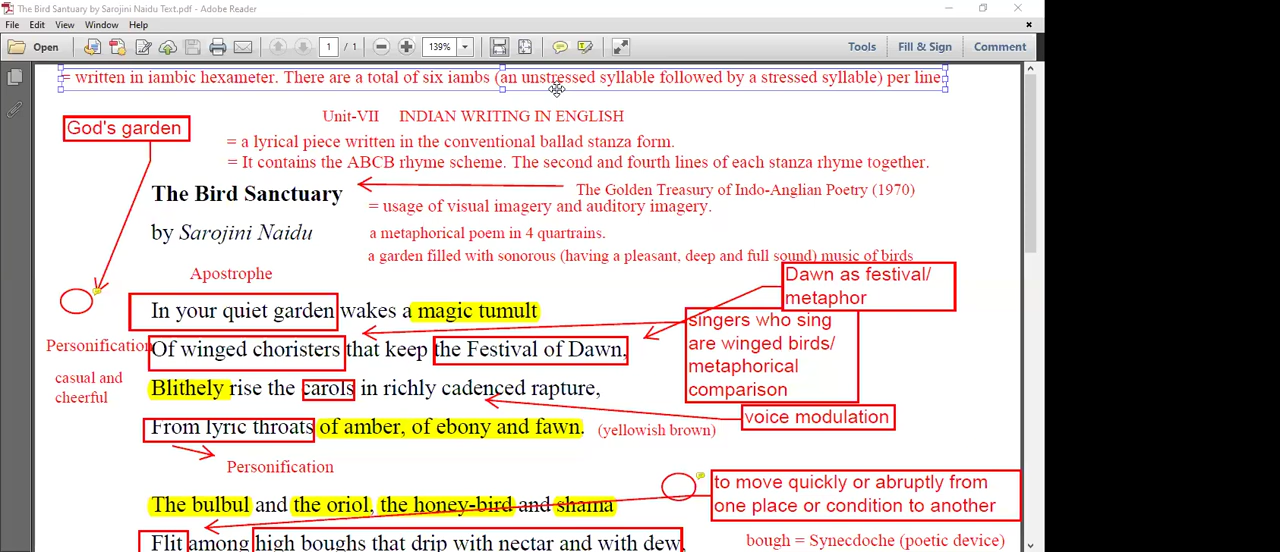 The Bird Santuary by Sarojini Naidu Text.pdf - Adobe Reader
File Edit View Window Help
Open 1 / 1 139% Tools Fill & Sign Comment
= written in iambic hexameter. There are a total of six iambs (an unstressed syllable followed by a stressed syllable) per line
Unit-VII INDIAN WRITING IN ENGLISH
God's garden
= a lyrical piece written in the conventional ballad stanza form.
= It contains the ABCB rhyme scheme. The second and fourth lines of each stanza rhyme together.
The Bird Sanctuary
The Golden Treasury of Indo-Anglian Poetry (1970)
= usage of visual imagery and auditory imagery.
by Sarojini Naidu
a metaphorical poem in 4 quartrains.
a garden filled with sonorous (having a pleasant, deep and full sound) music of birds
Apostrophe
Dawn as festival/
metaphor
In your quiet garden wakes a magic tumult
singers who sing
are winged birds/
metaphorical
comparison
Personification
Of winged choristers that keep the Festival of Dawn,
casual and
cheerful
Blithely rise the carols in richly cadenced rapture,
voice modulation
From lyric throats of amber, of ebony and fawn.
(yellowish brown)
Personification
to move quickly or abruptly from
one place or condition to another
The bulbul and the oriol, the honey-bird and shama
Flit among high boughs that drip with nectar and with dew,
bough = Synecdoche (poetic device)